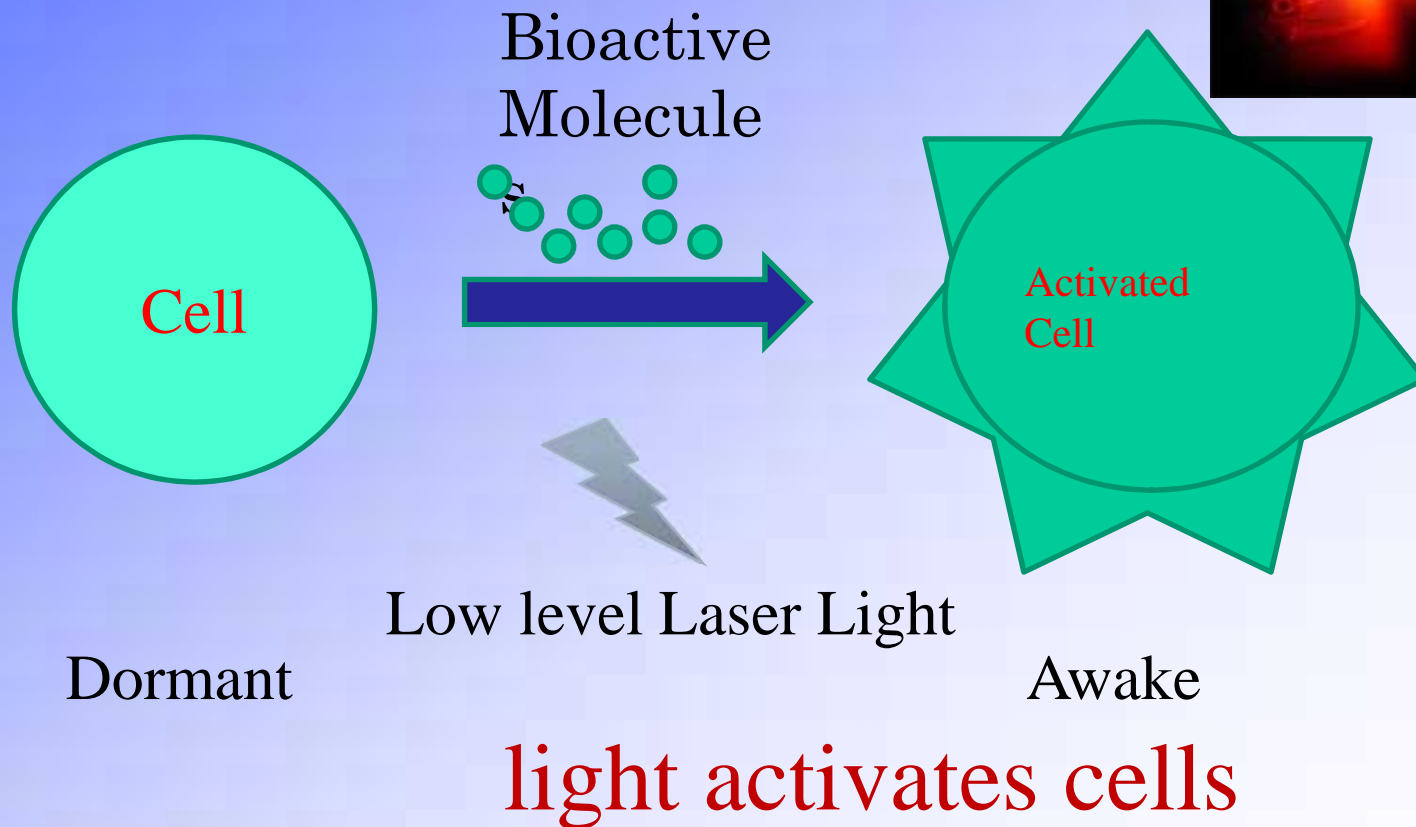 Bioactive
Molecule
s
Cell
Activated
Cell
Low level Laser Light
Dormant
Awake
light activates cells